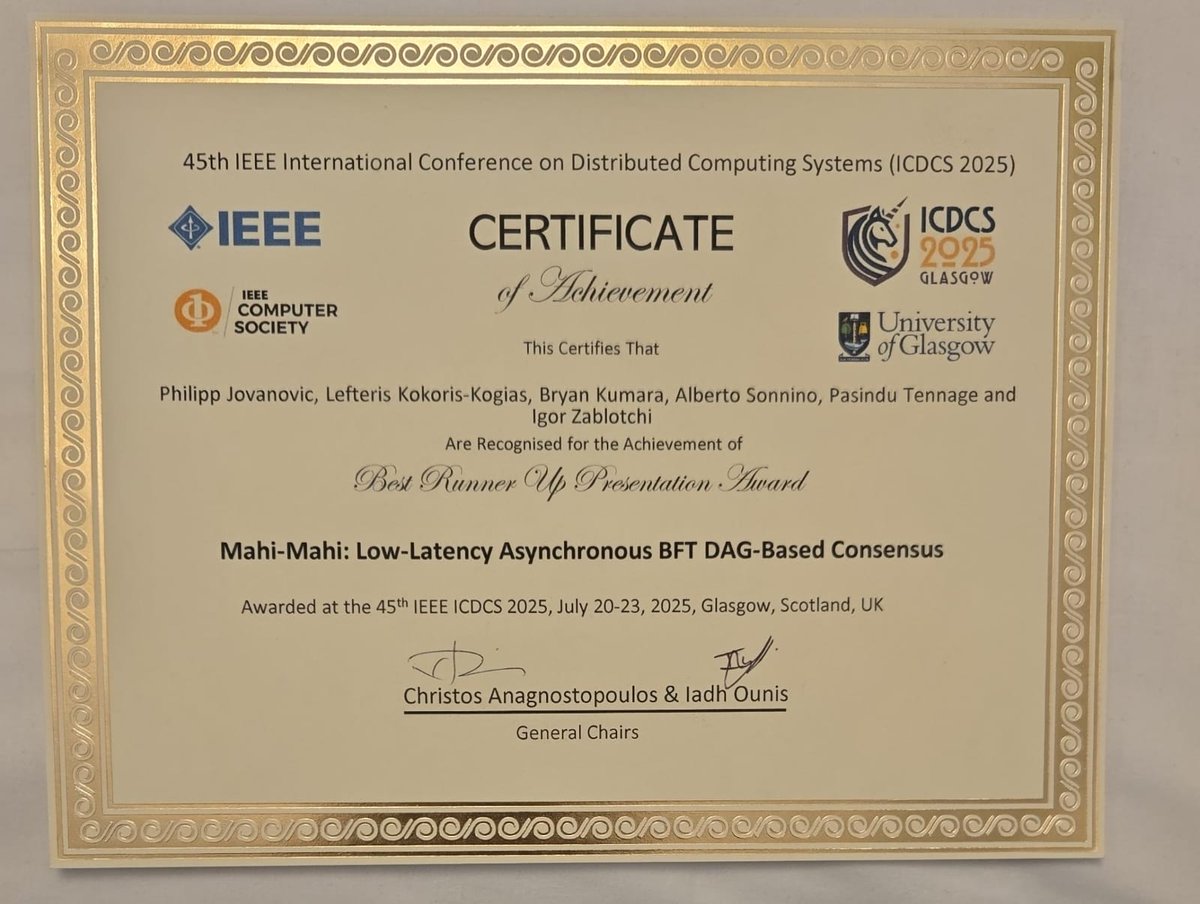 45th IEEE International Conference on Distributed Computing Systems (ICDCS 2025)
IEEE
IEEE
COMPUTER
SOCIETY
CERTIFICATE
of Achievement
ICDCS
2025
GLASGOW
University
of Glasgow
This Certifies That
Philipp Jovanovic, Lefteris Kokoris-Kogias, Bryan Kumara, Alberto Sonnino, Pasindu Tennage and
Igor Zablotchi
Are Recognised for the Achievement of
Best Runner Up Presentation Award
Mahi-Mahi: Low-Latency Asynchronous BFT DAG-Based Consensus
Awarded at the 45th IEEE ICDCS 2025, July 20-23, 2025, Glasgow, Scotland, UK
Christos Anagnostopoulos & Iadh Ounis
General Chairs